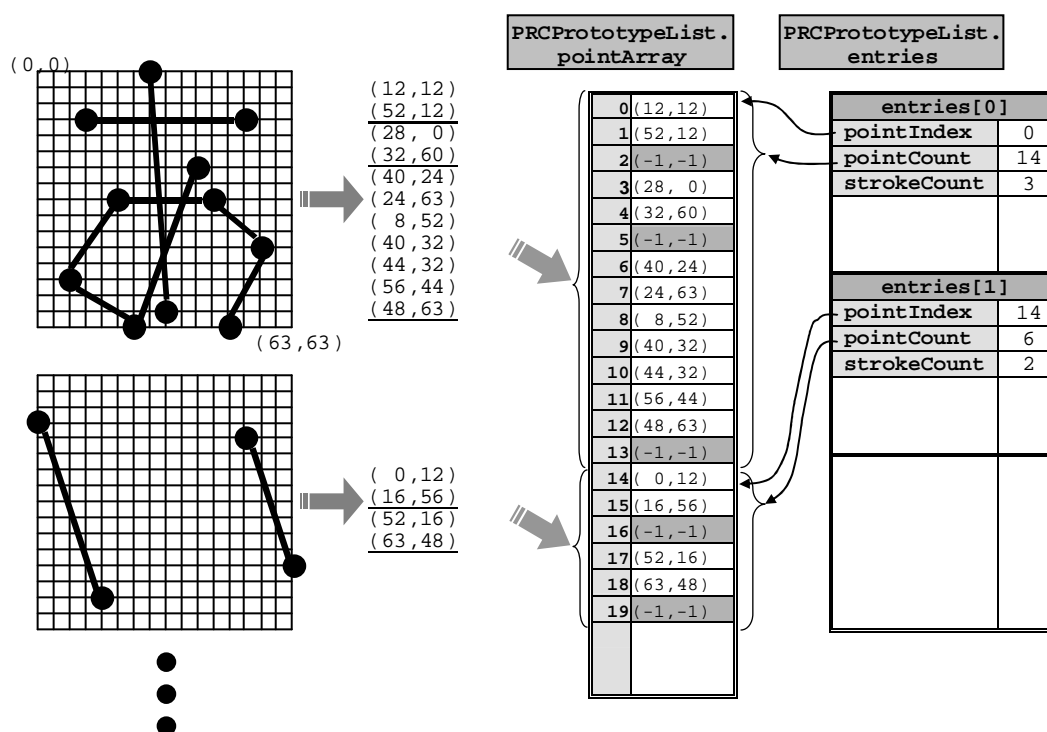 (0,0)
(63,63)
(12,12)
(52,12)
(28, 0)
(32,60)
(40,24)
(24,63)
( 8,52)
(40,32)
(44,32)
(56,44)
(48,63)
( 0,12)
(16,56)
(52,16)
(63,48)
PRCPrototypeList.
pointArray
0 (12,12)
1 (52,12)
2 (-1,-1)
3 (28, 0)
4 (32,60)
5 (-1,-1)
6 (40,24)
7 (24,63)
8 ( 8,52)
9 (40,32)
10 (44,32)
11 (56,44)
12 (48,63)
13 (-1,-1)
14 ( 0,12)
15 (16,56)
16 (-1,-1)
17 (52,16)
18 (63,48)
19 (-1,-1)
PRCPrototypeList.
entries
entries[0]
pointIndex 0
pointCount 14
strokeCount 3
entries[1]
pointIndex 14
pointCount 6
strokeCount 2